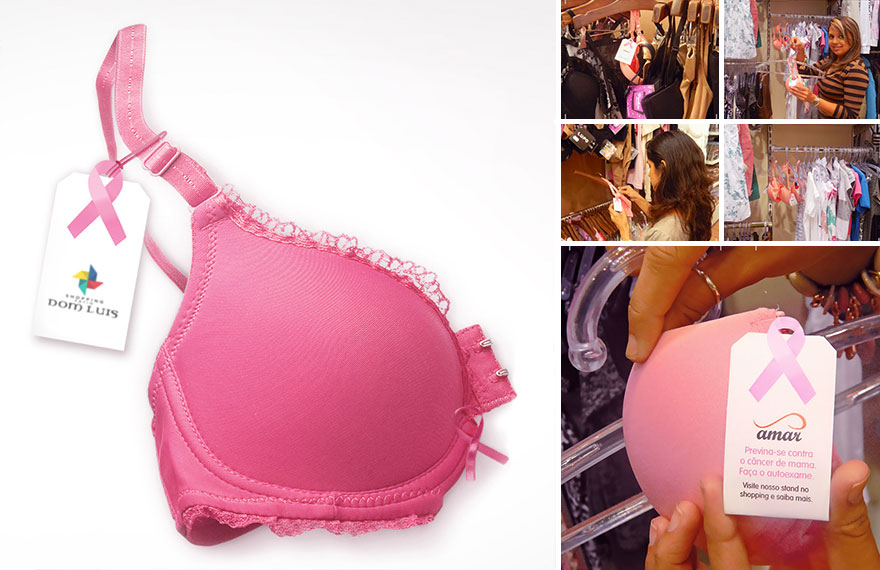 SHOPPING
DOM LUIS
amar
Previna-se contra
o câncer de mama.
Faça o autoexame.
Visite nosso stand no
shopping e saiba mais.